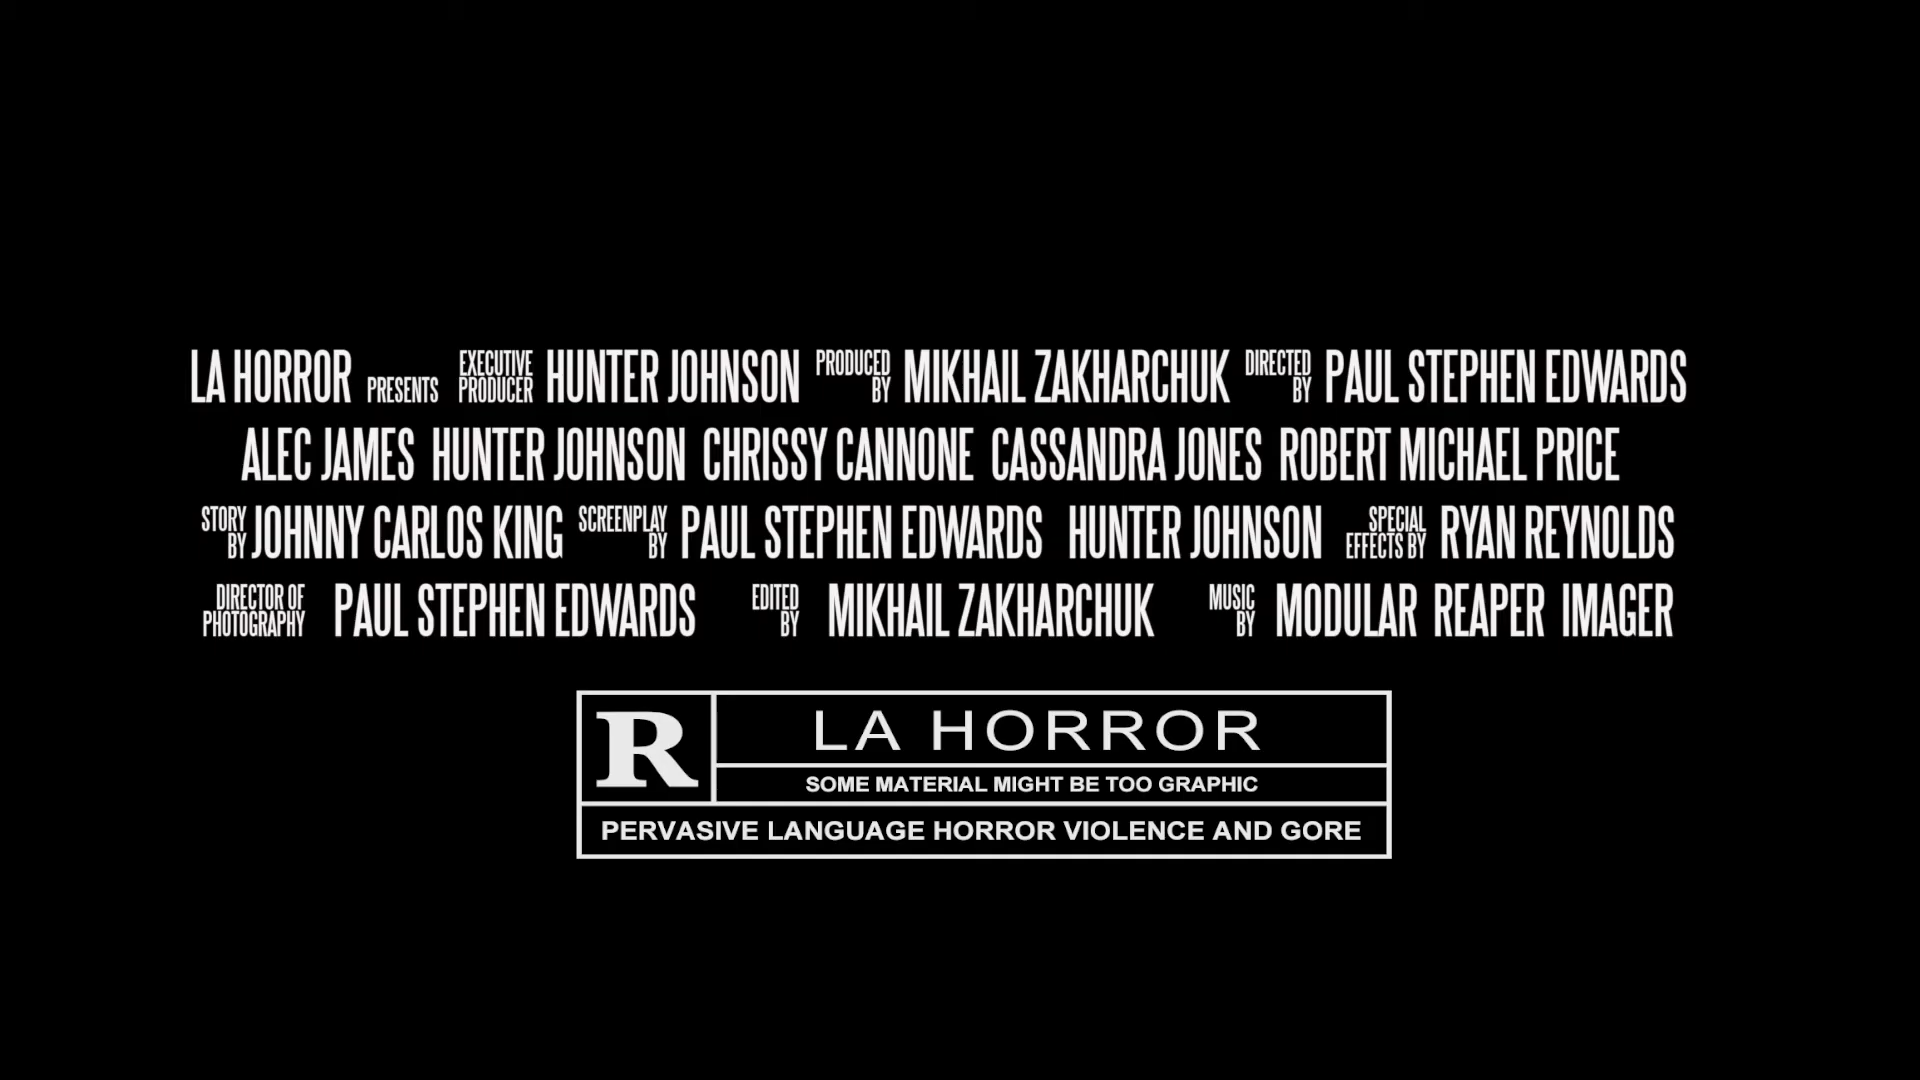 LA HORROR PRESENTS EXECUTIVE PRODUCER HUNTER JOHNSON PRODUCED BY MIKHAIL ZAKHARCHUK DIRECTED BY PAUL STEPHEN EDWARDS
ALEC JAMES HUNTER JOHNSON CHRISSY CANNONE CASSANDRA JONES ROBERT MICHAEL PRICE
STORY BY JOHNNY CARLOS KING SCREENPLAY BY PAUL STEPHEN EDWARDS HUNTER JOHNSON SPECIAL EFFECTS BY RYAN REYNOLDS
DIRECTOR OF PHOTOGRAPHY PAUL STEPHEN EDWARDS EDITED BY MIKHAIL ZAKHARCHUK MUSIC BY MODULAR REAPER IMAGER
R LA HORROR
SOME MATERIAL MIGHT BE TOO GRAPHIC
PERVASIVE LANGUAGE HORROR VIOLENCE AND GORE